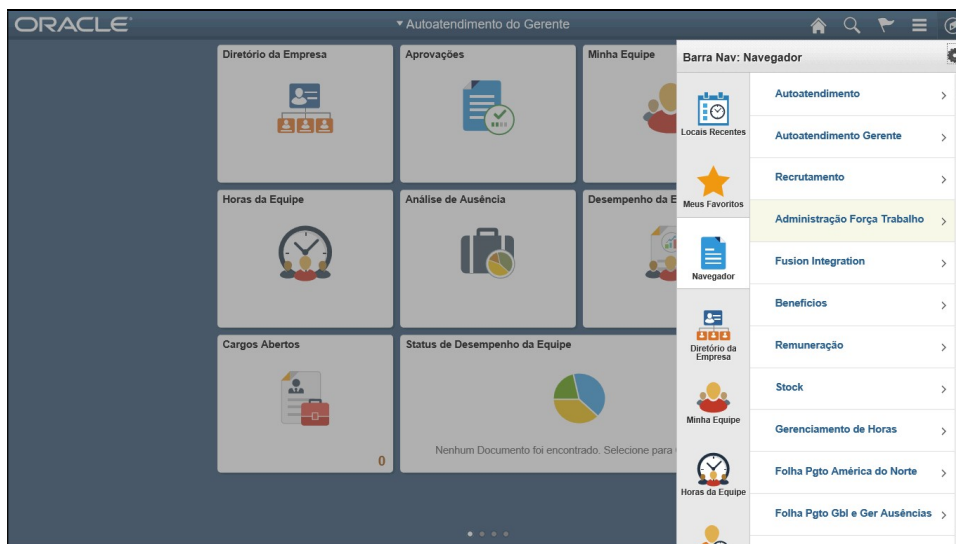 ORACLE
Autoatendimento do Gerente
Diretório da Empresa
Aprovações
Minha Equipe
Horas da Equipe
Análise de Ausência
Desempenho da E
Cargos Abertos
0
Status de Desempenho da Equipe
Nenhum Documento foi encontrado. Selecione para
Barra Nav: Navegador
Locais Recentes
Meus Favoritos
Navegador
Diretório da
Empresa
Minha Equipe
Horas da Equipe
Autoatendimento
Autoatendimento Gerente
Recrutamento
Administração Força Trabalho
Fusion Integration
Benefícios
Remuneração
Stock
Gerenciamento de Horas
Folha Pgto América do Norte
Folha Pgto Gbl e Ger Ausências